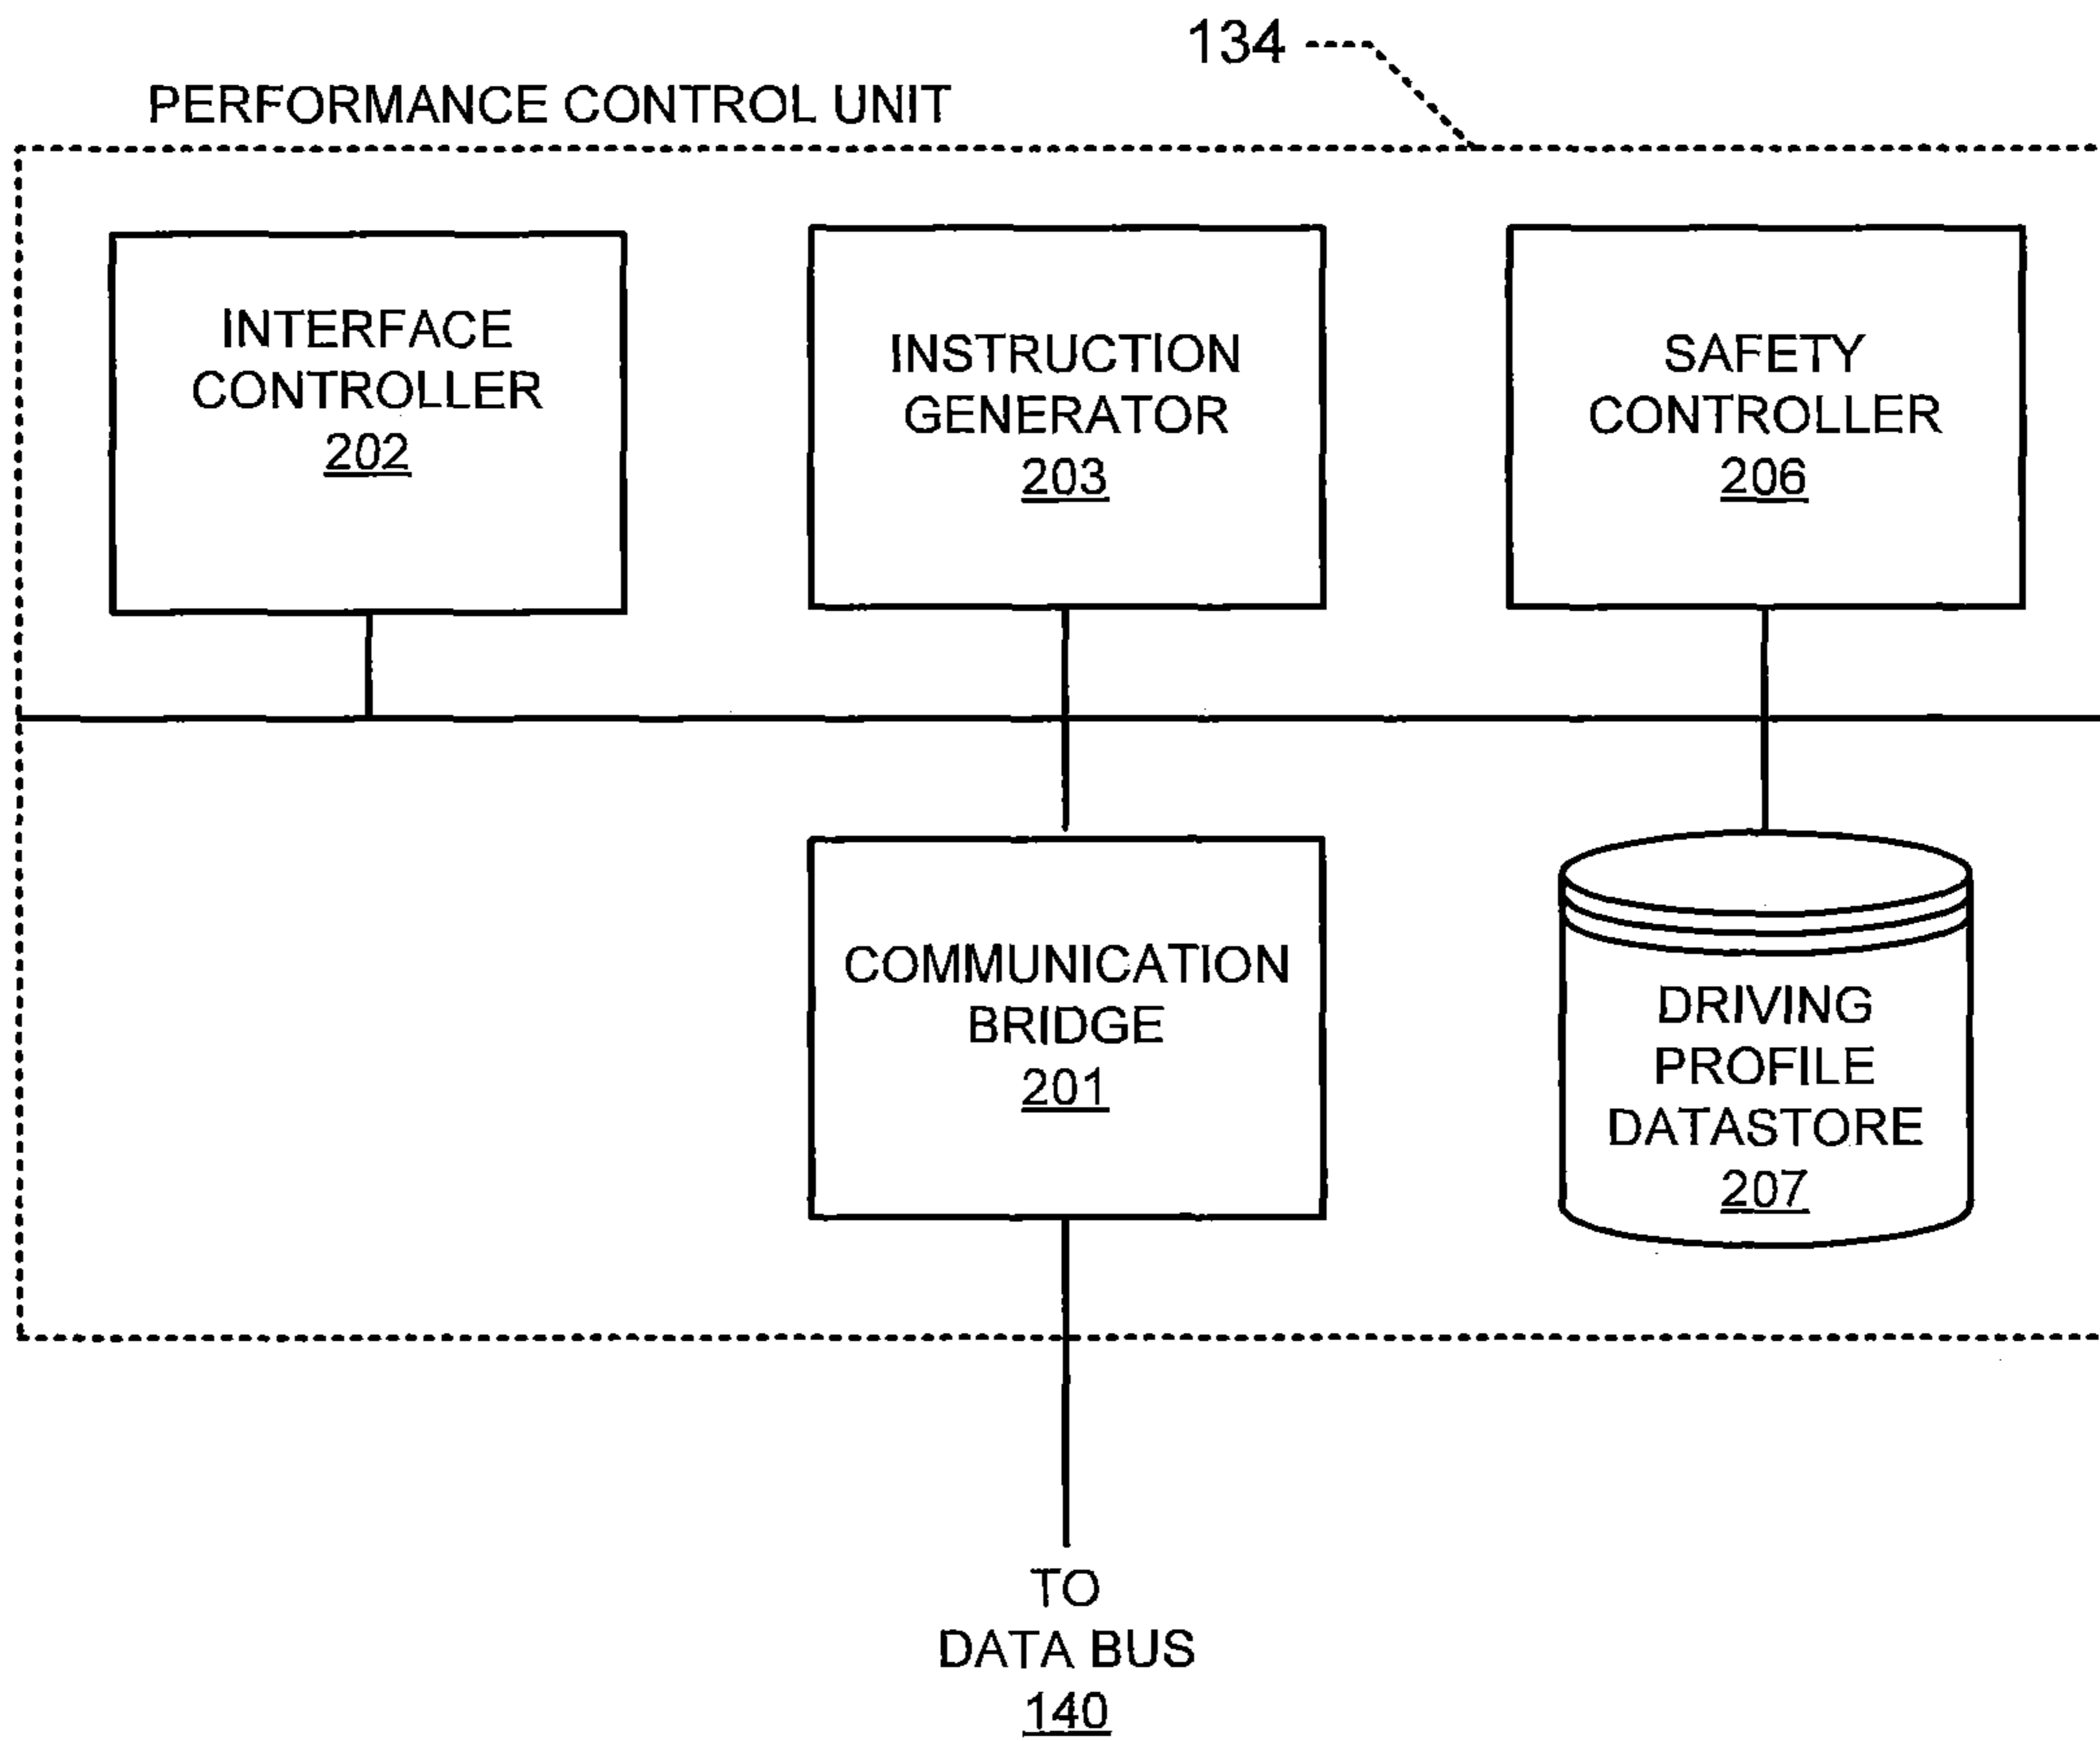 134
PERFORMANCE CONTROL UNIT
INTERFACE
CONTROLLER
202
INSTRUCTION
GENERATOR
203
SAFETY
CONTROLLER
206
COMMUNICATION
BRIDGE
201
DRIVING
PROFILE
DATASTORE
207
TO
DATA BUS
140